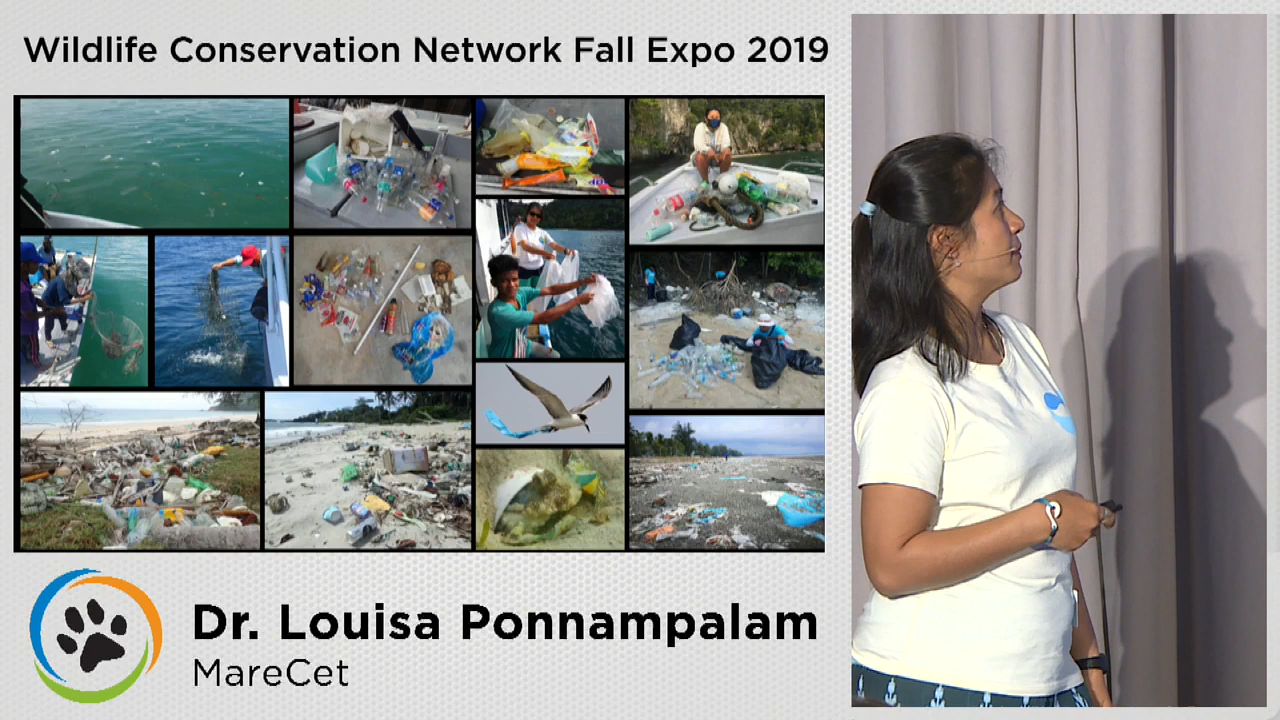 Wildlife Conservation Network Fall Expo 2019
Dr. Louisa Ponnampalam
MareCet